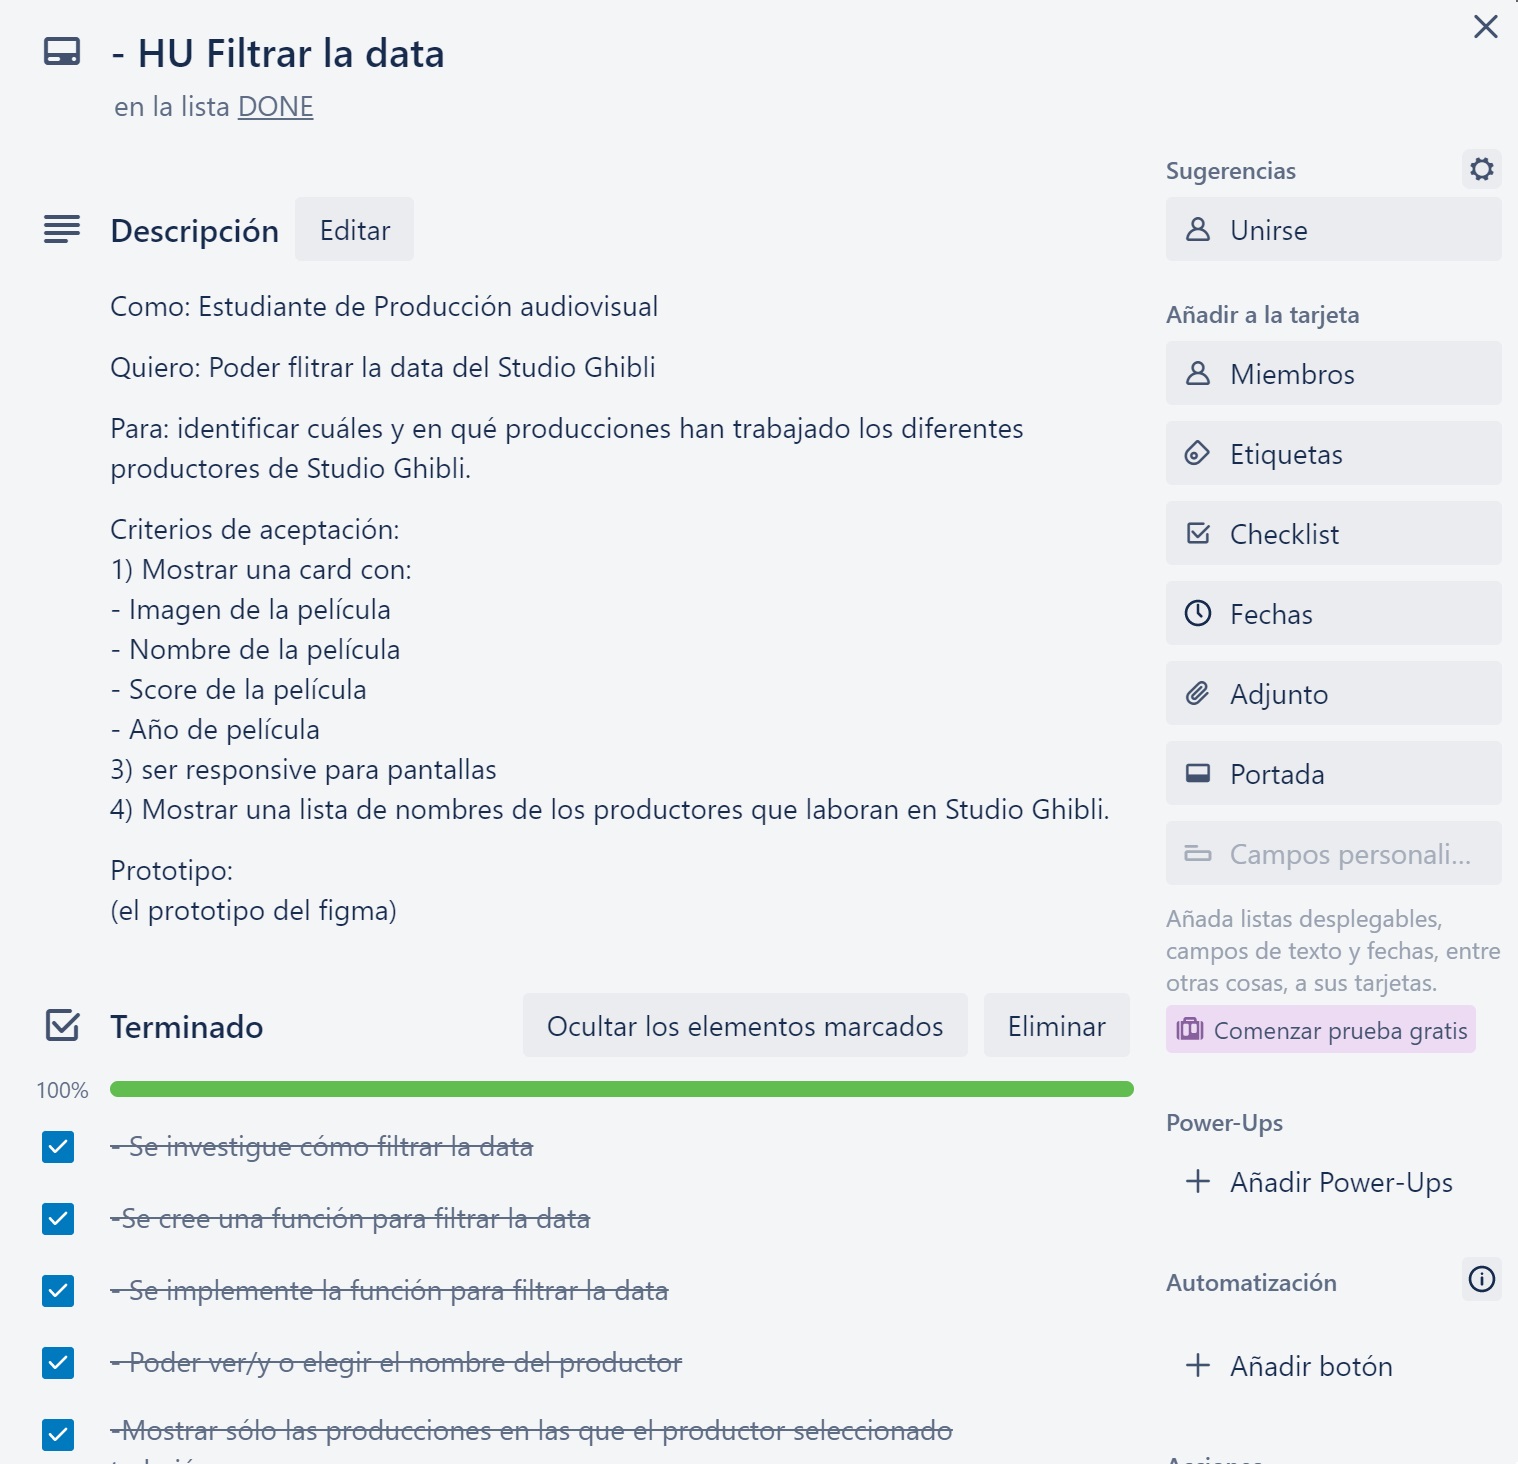 - HU Filtrar la data
en la lista DONE
Descripción
Editar
Como: Estudiante de Producción audiovisual
Quiero: Poder flitrar la data del Studio Ghibli
Para: identificar cuáles y en qué producciones han trabajado los diferentes
productores de Studio Ghibli.
Criterios de aceptación:
1) Mostrar una card con:
- Imagen de la película
- Nombre de la película
- Score de la película
- Año de película
3) ser responsive para pantallas
4) Mostrar una lista de nombres de los productores que laboran en Studio Ghibli.
Prototipo:
(el prototipo del figma)
Terminado
Ocultar los elementos marcados
Eliminar
100%
- Se investigue cómo filtrar la data
-Se cree una función para filtrar la data
- Se implemente la función para filtrar la data
- Poder ver/y o elegir el nombre del productor
-Mostrar sólo las producciones en las que el productor seleccionado
Sugerencias
Unirse
Añadir a la tarjeta
Miembros
Etiquetas
Checklist
Fechas
Adjunto
Portada
Campos personali...
Añada listas desplegables,
campos de texto y fechas, entre
otras cosas, a sus tarjetas.
Comenzar prueba gratis
Power-Ups
+ Añadir Power-Ups
Automatización
+ Añadir botón